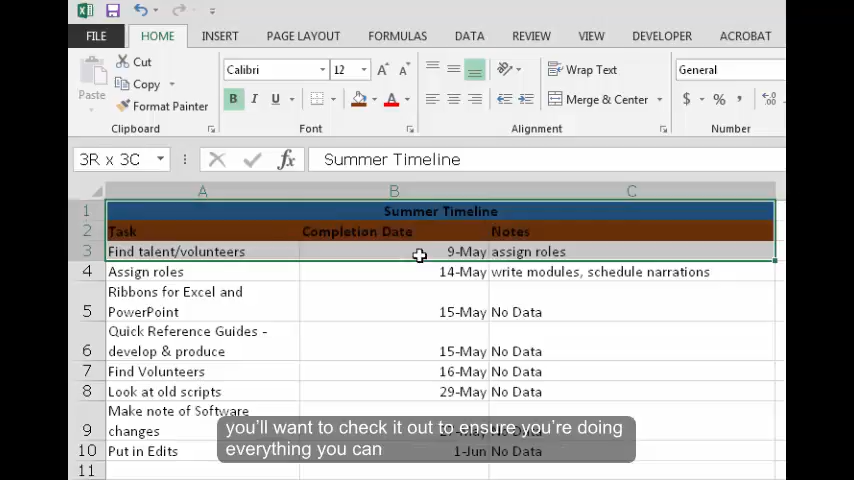 FILE HOME INSERT PAGE LAYOUT FORMULAS DATA REVIEW VIEW DEVELOPER ACROBAT
Paste
Cut
Copy
Format Painter
Calibri 12 A A
B I U A
Wrap Text
Merge & Center
General
$ % , .00
Clipboard Font Alignment Number
3R x 3C fx Summer Timeline
A B C
1 Summer Timeline
2 Task Completion Date Notes
3 Find talent/volunteers 9-May assign roles
4 Assign roles 14-May write modules, schedule narrations
Ribbons for Excel and
5 PowerPoint 15-May No Data
Quick Reference Guides -
6 develop & produce 15-May No Data
7 Find Volunteers 16-May No Data
8 Look at old scripts 29-May No Data
Make note of Software
9 changes
10 Put in Edits 1-Jun No Data
11
you'll want to check it out to ensure you're doing
everything you can